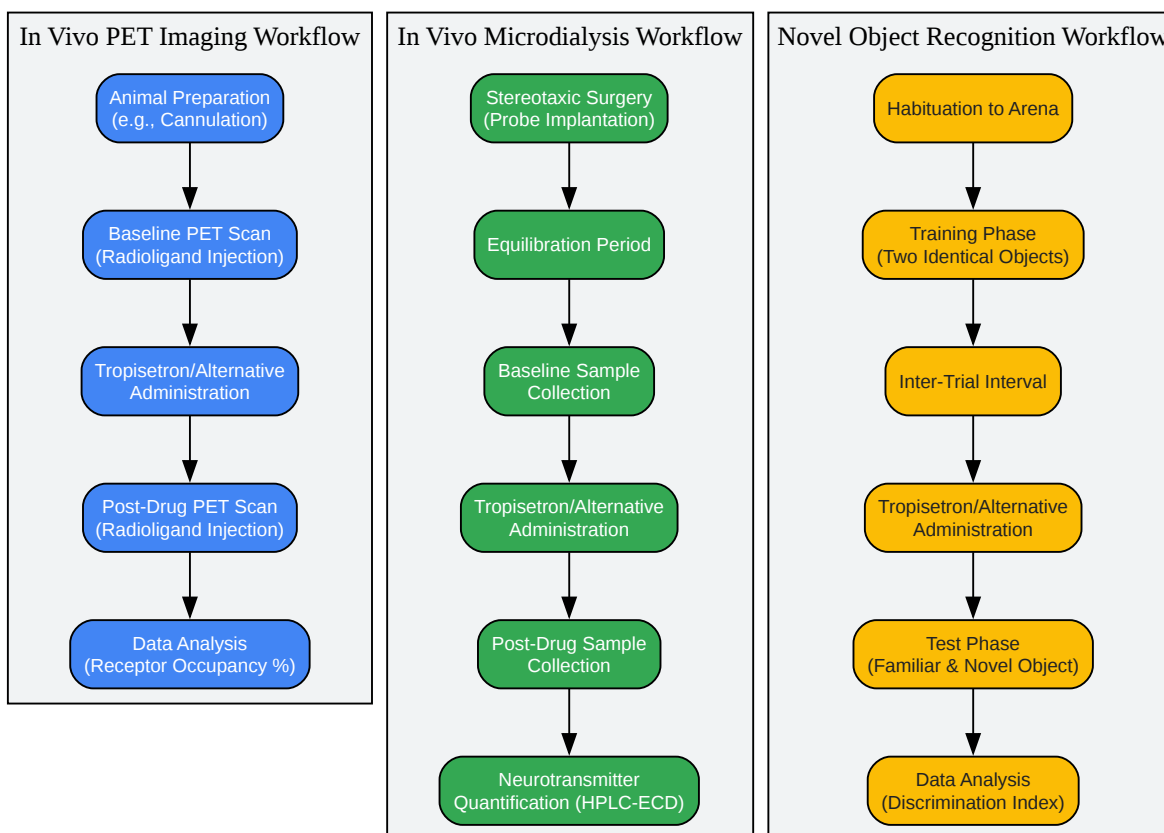 In Vivo PET Imaging Workflow
Animal Preparation
(e.g., Cannulation)
Baseline PET Scan
(Radioligand Injection)
Tropisetron/Alternative
Administration
Post-Drug PET Scan
(Radioligand Injection)
Data Analysis
(Receptor Occupancy %)
In Vivo Microdialysis Workflow
Stereotaxic Surgery
(Probe Implantation)
Equilibration Period
Baseline Sample
Collection
Tropisetron/Alternative
Administration
Post-Drug Sample
Collection
Neurotransmitter
Quantification (HPLC-ECD)
Novel Object Recognition Workflow
Habituation to Arena
Training Phase
(Two Identical Objects)
Inter-Trial Interval
Tropisetron/Alternative
Administration
Test Phase
(Familiar & Novel Object)
Data Analysis
(Discrimination Index)